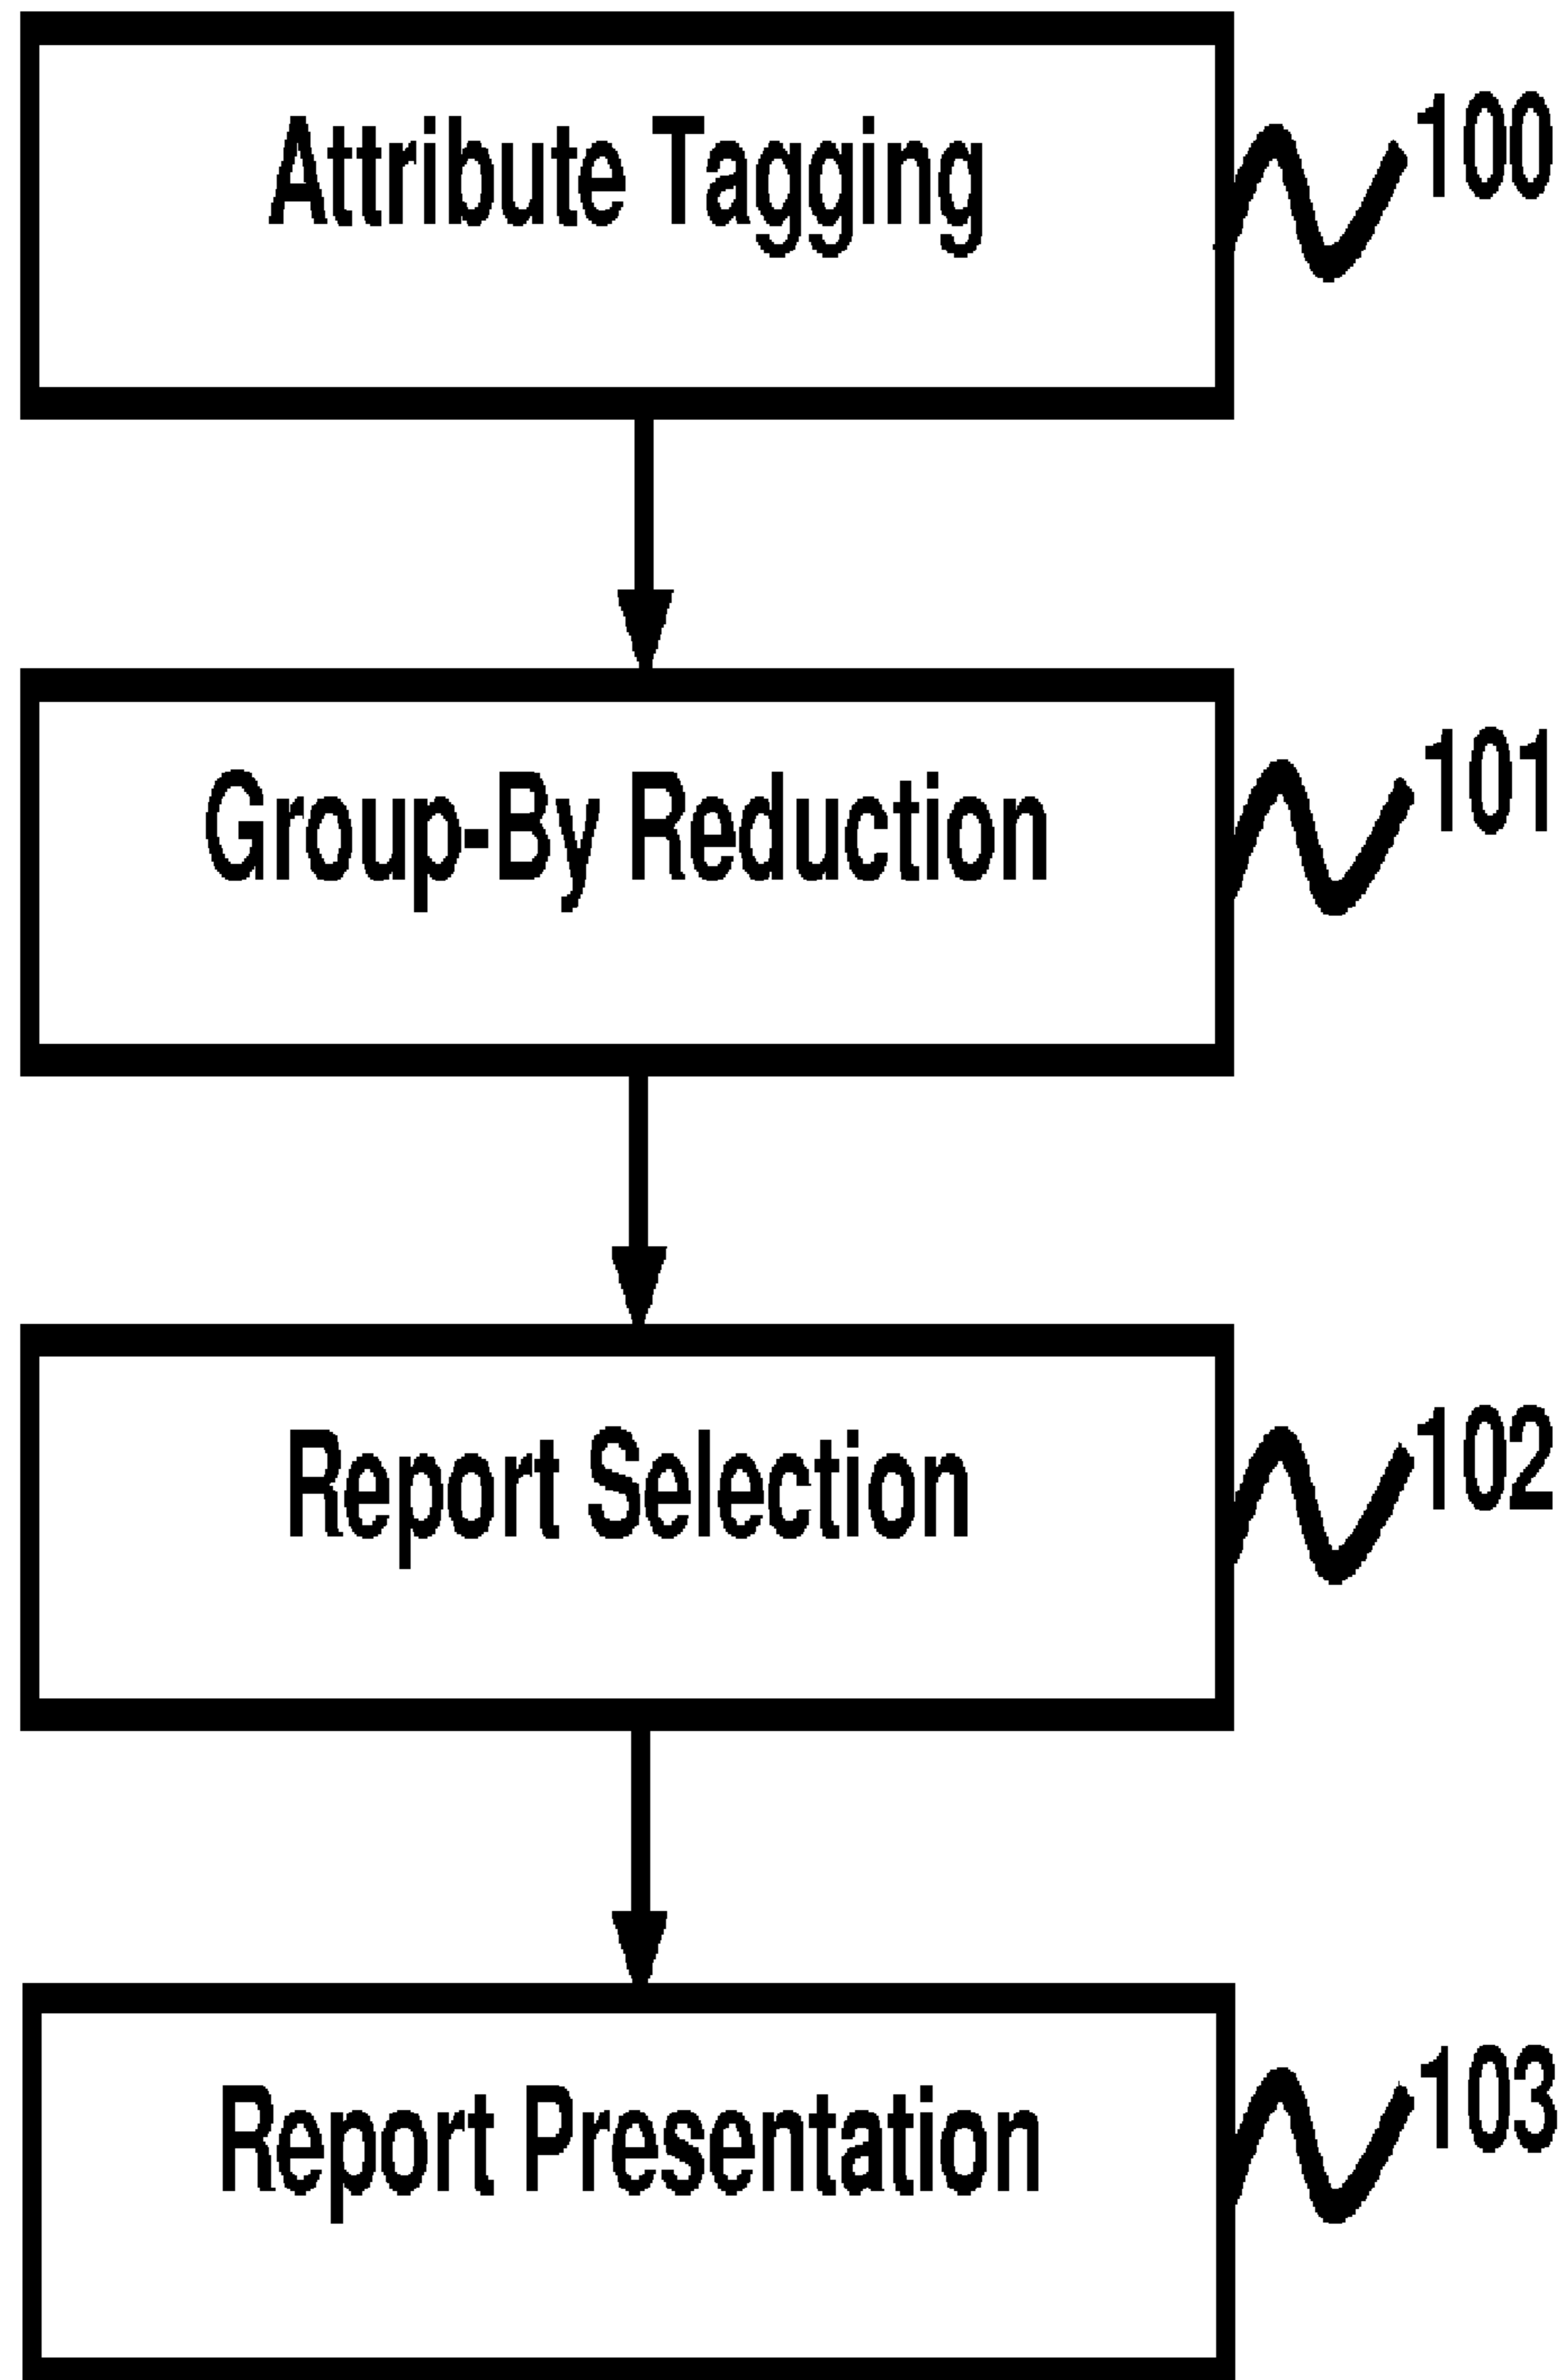 Attribute Tagging
100
Group-By Reduction
101
Report Selection
102
Report Presentation
103